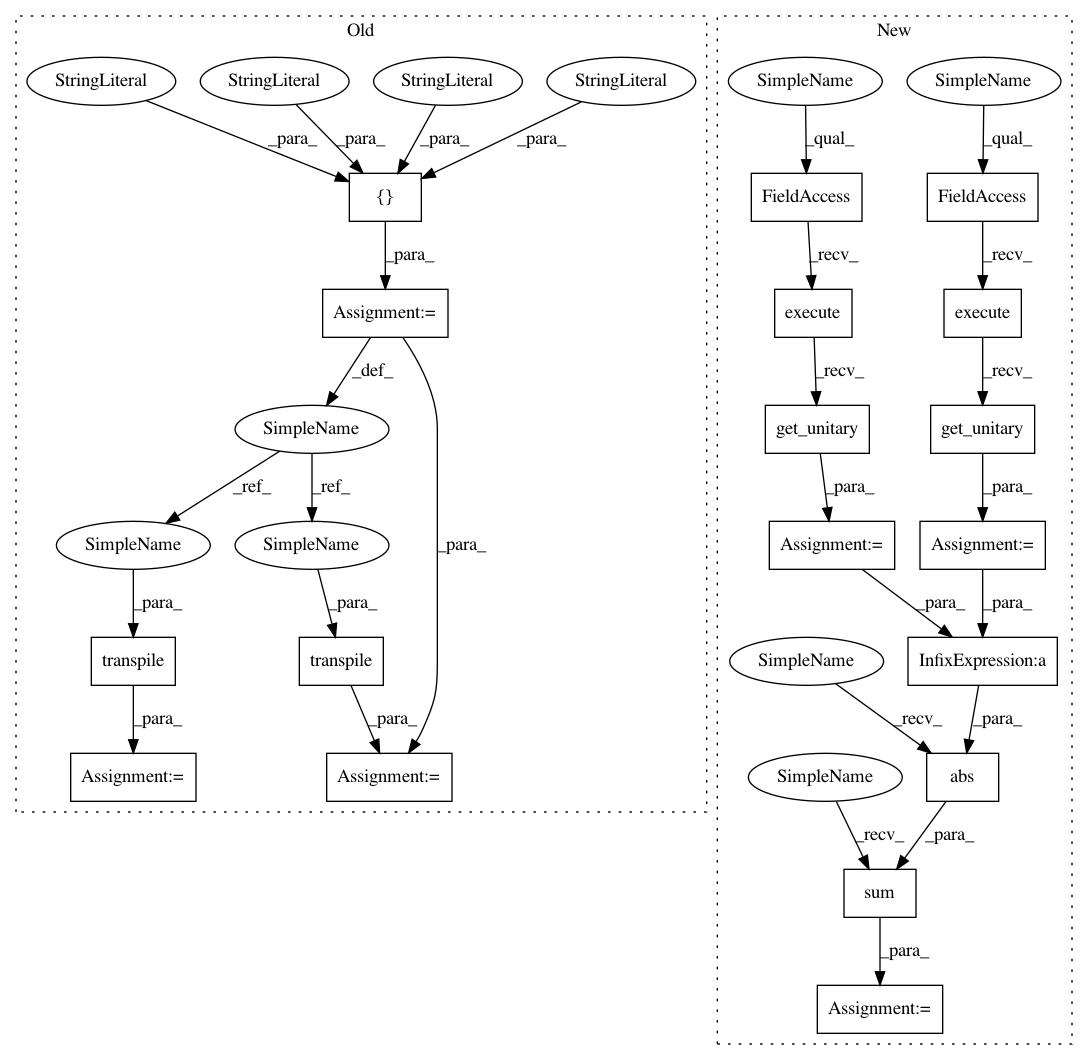 Old
New
StringLiteral
StringLiteral
StringLiteral
StringLiteral
SimpleName
SimpleName
_para_
_para_
_para_
_para_
_qual_
_qual_
{}
FieldAccess
FieldAccess
_para_
_recv_
_recv_
Assignment:=
execute
execute
_def_
_recv_
_recv_
SimpleName
get_unitary
get_unitary
_ref_
_ref_
_para_
_para_
SimpleName
SimpleName
_para_
Assignment:=
Assignment:=
_para_
_para_
_para_
_para_
transpile
transpile
SimpleName
InfixExpression:a
_para_
_para_
_recv_
_para_
Assignment:=
Assignment:=
SimpleName
abs
_recv_
_para_
sum
_para_
Assignment:=